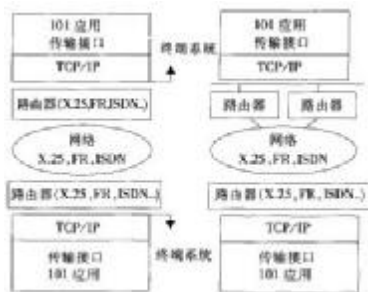 101 应用
传输接口
TCP/IP
路由器(X.25,FR,ISDN..)
网络
X.25,FR,ISDN
路由器(X.25,FR,ISDN..)
TCP/IP
传输接口
101 应用
终端系统
终端系统
101 应用
传输接口
TCP/IP
路由器
路由器
网络
X.25,FR,ISDN
路由器(X.25,FR,ISDN..)
TCP/IP
传输接口
101 应用